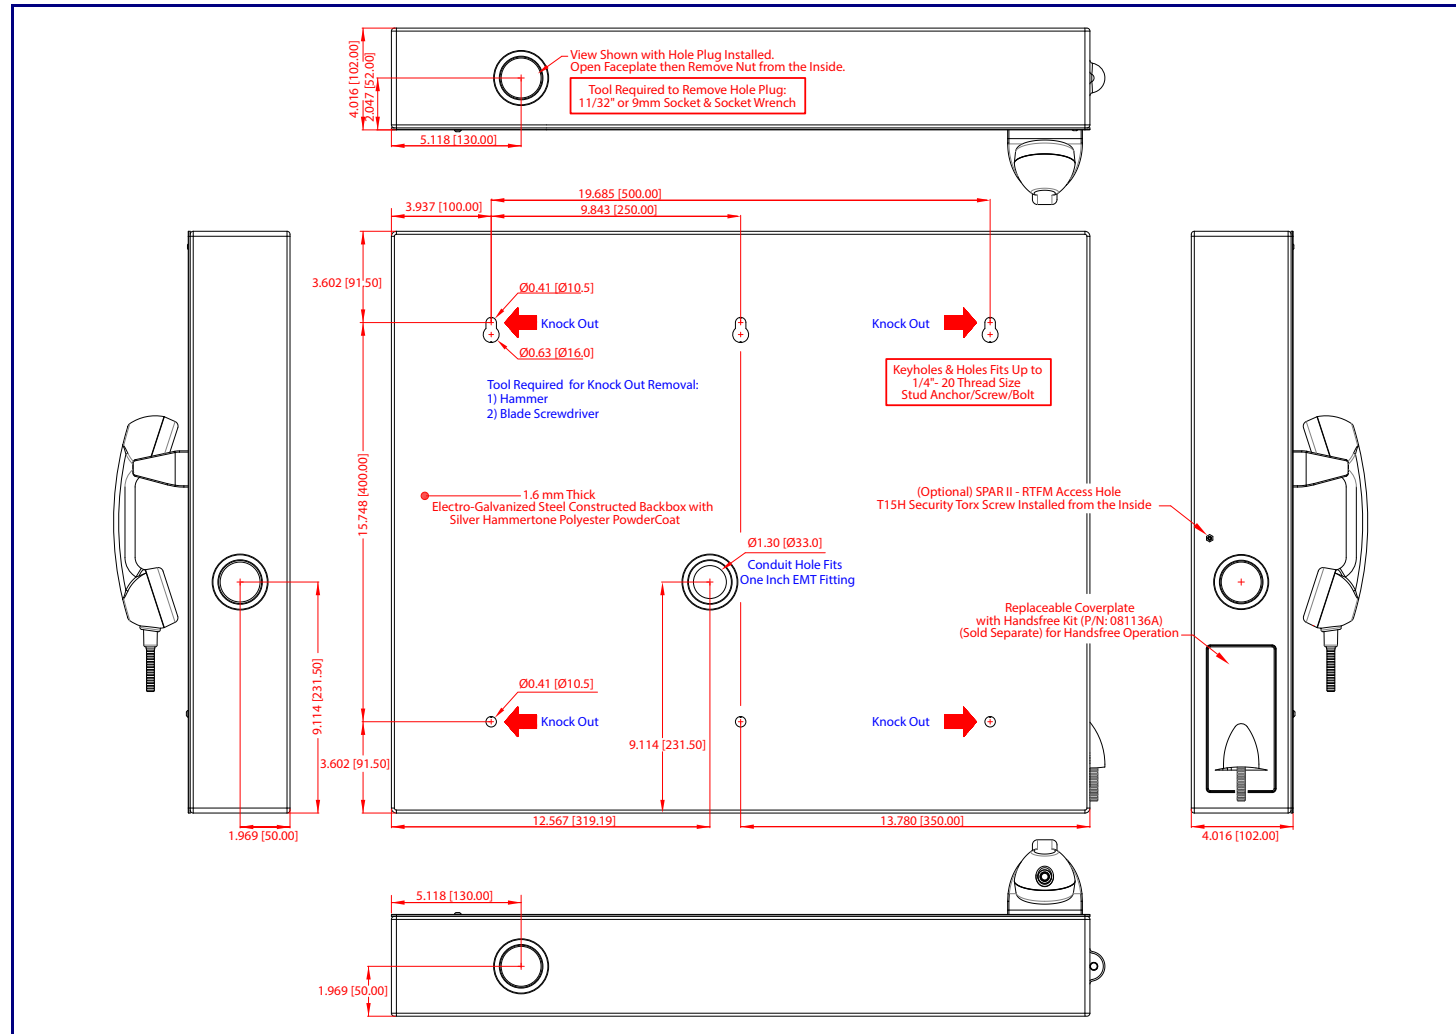 4.016 [102.00]
2.047 [52.00]
View Shown with Hole Plug Installed.
Open Faceplate then Remove Nut from the Inside.
Tool Required to Remove Hole Plug:
11/32" or 9mm Socket & Socket Wrench
5.118 [130.00]
19.685 [500.00]
3.937 [100.00]
9.843 [250.00]
3.602 [91.50]
Ø0.41 [Ø10.5]
Knock Out
Knock Out
Ø0.63 [Ø16.0]
Keyholes & Holes Fits Up to
1/4"- 20 Thread Size
Stud Anchor/Screw/Bolt
Tool Required for Knock Out Removal:
1) Hammer
2) Blade Screwdriver
15.748 [400.00]
1.6 mm Thick
Electro-Galvanized Steel Constructed Backbox with
Silver Hammertone Polyester PowderCoat
(Optional) SPAR II - RTFM Access Hole
T15H Security Torx Screw Installed from the Inside
Ø1.30 [Ø33.0]
Conduit Hole Fits
One Inch EMT Fitting
Replaceable Coverplate
with Handsfree Kit (P/N: 081136A)
(Sold Separate) for Handsfree Operation
9.114 [231.50]
Ø0.41 [Ø10.5]
Knock Out
Knock Out
9.114 [231.50]
3.602 [91.50]
12.567 [319.19]
13.780 [350.00]
1.969 [50.00]
4.016 [102.00]
5.118 [130.00]
1.969 [50.00]